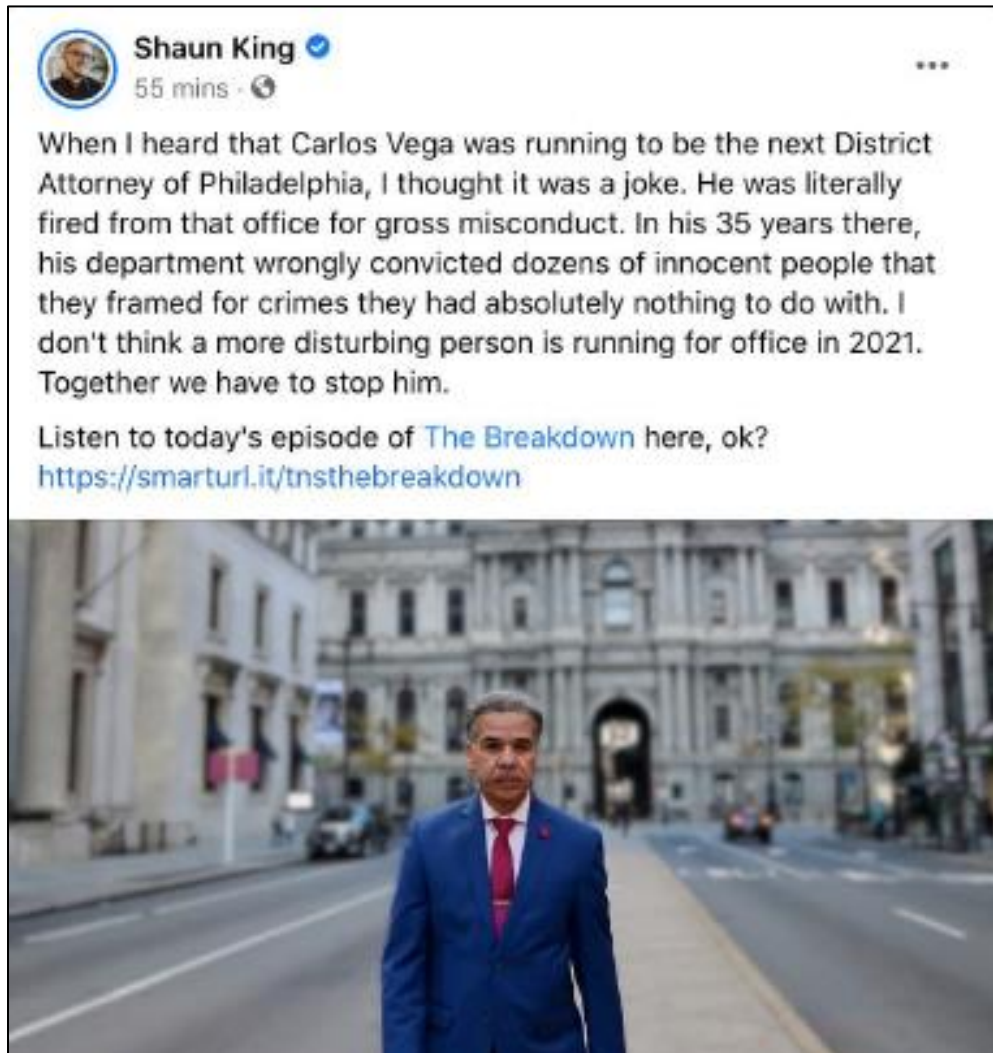 Shaun King
55 mins ·
When I heard that Carlos Vega was running to be the next District
Attorney of Philadelphia, I thought it was a joke. He was literally
fired from that office for gross misconduct. In his 35 years there,
his department wrongly convicted dozens of innocent people that
they framed for crimes they had absolutely nothing to do with. I
don't think a more disturbing person is running for office in 2021.
Together we have to stop him.
Listen to today's episode of The Breakdown here, ok?
https://smarturl.it/tnsthebreakdown